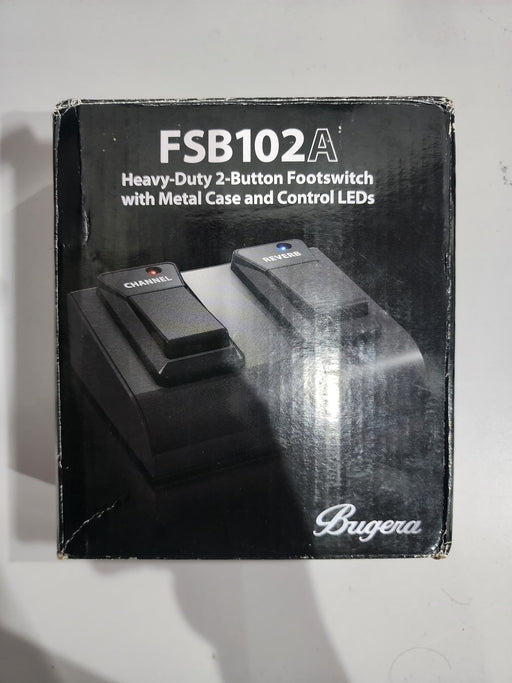 FSB102A
Heavy-Duty 2-Button Footswitch
with Metal Case and Control LEDs
CHANNEL
REVERB
Bugera